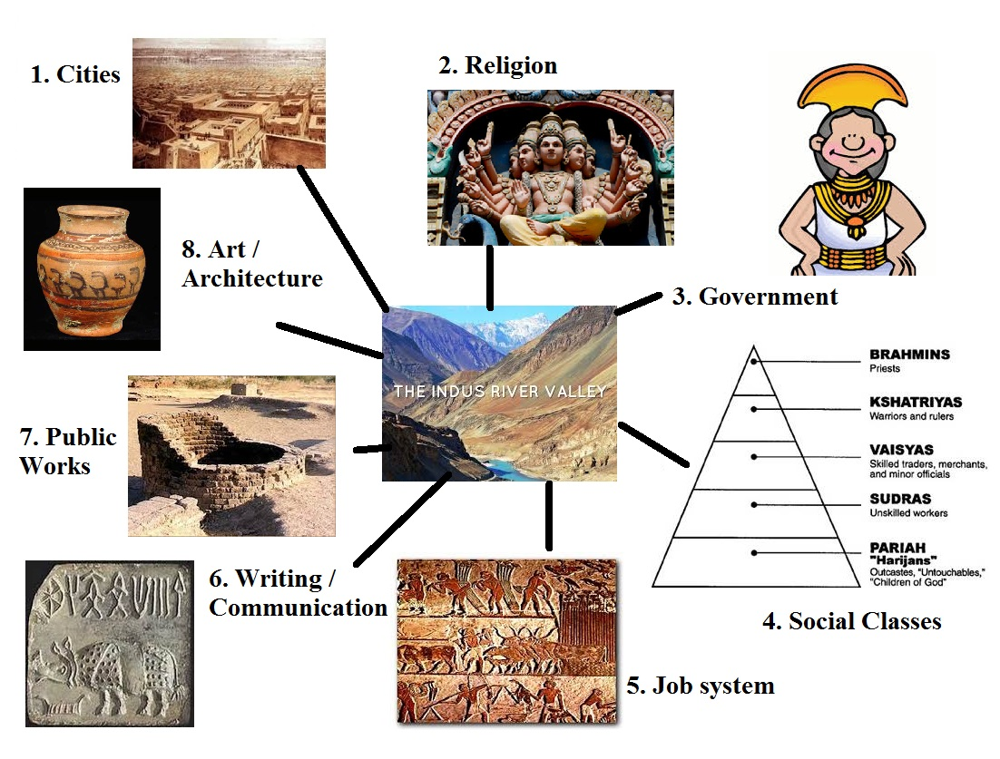 1. Cities
2. Religion
8. Art /
Architecture
3. Government
THE INDUS RIVER VALLEY
BRAHMINS
Priests
KSHATRIYAS
Warriors and rulers
VAISYAS
Skilled traders, merchants,
and minor officials
SUDRAS
Unskilled workers
PARIAH
"Harijans"
Outcastes, "Untouchables,"
"Children of God"
4. Social Classes
7. Public
Works
6. Writing /
Communication
5. Job system